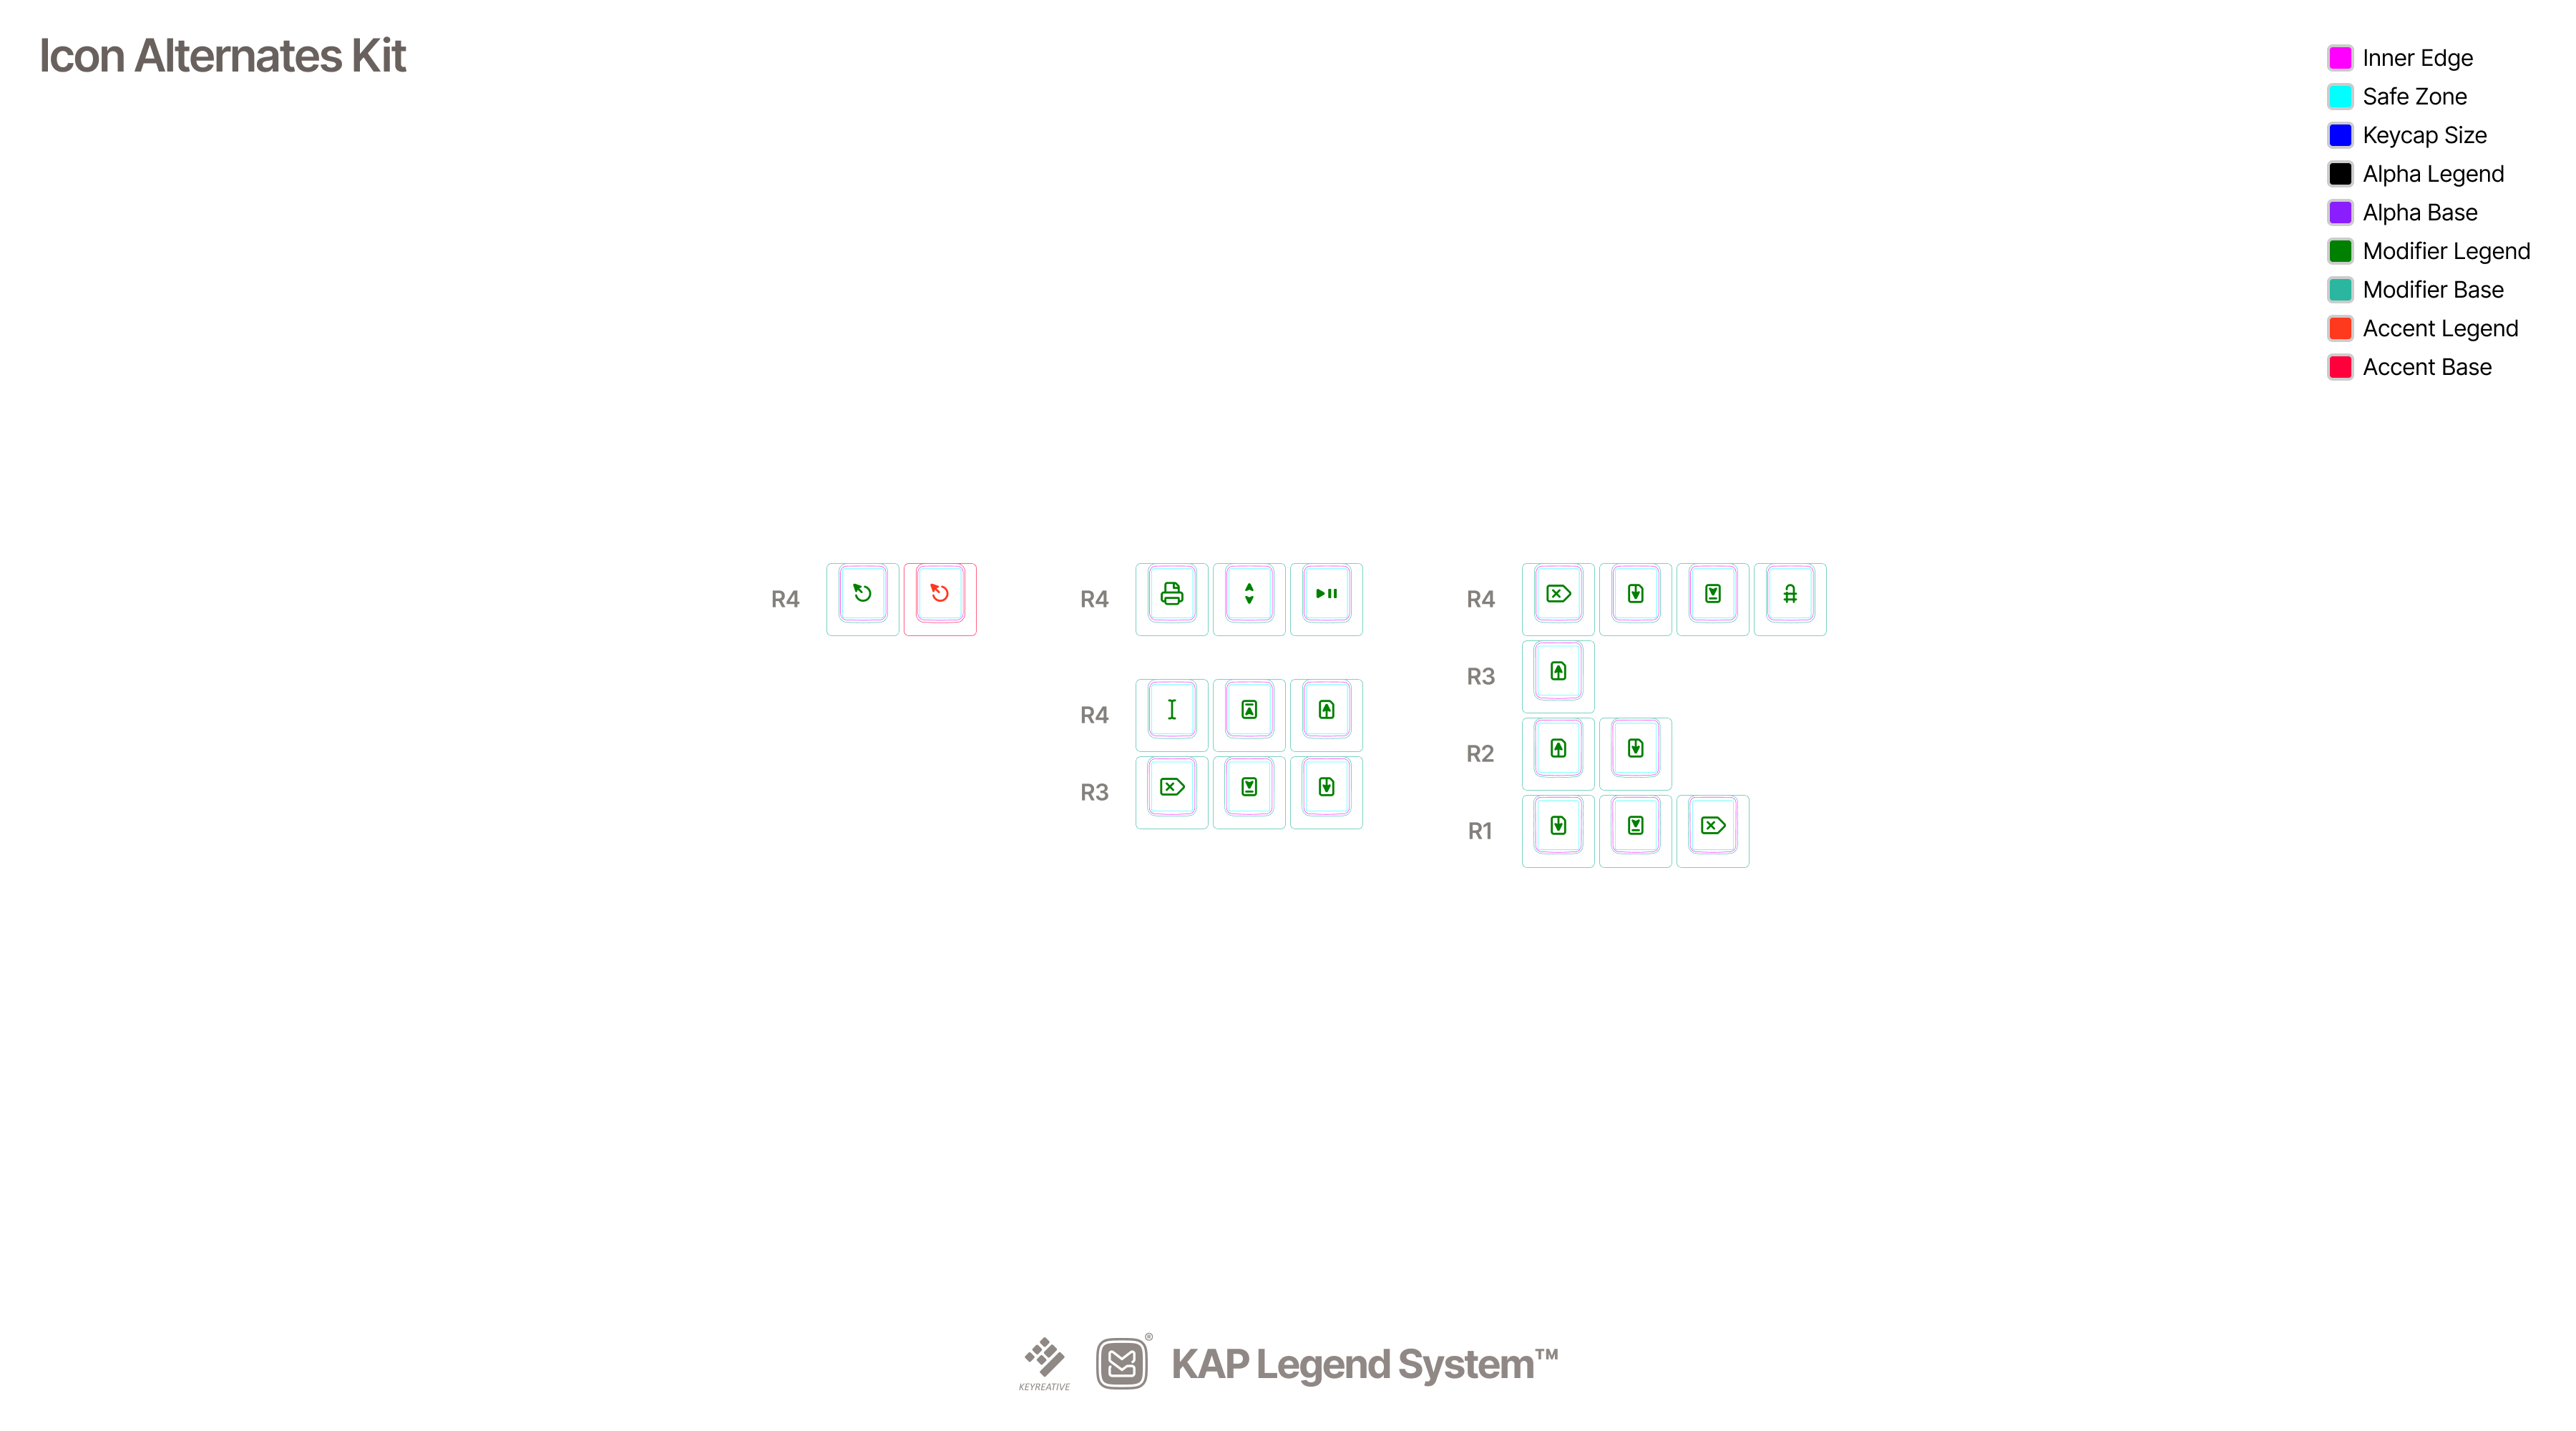 Icon Alternates Kit
Inner Edge
Safe Zone
Keycap Size
Alpha Legend
Alpha Base
Modifier Legend
Modifier Base
Accent Legend
Accent Base
R4
R4
R4
R3
R4
R3
R2
R1
KEYREATIVE
® KAP Legend System™